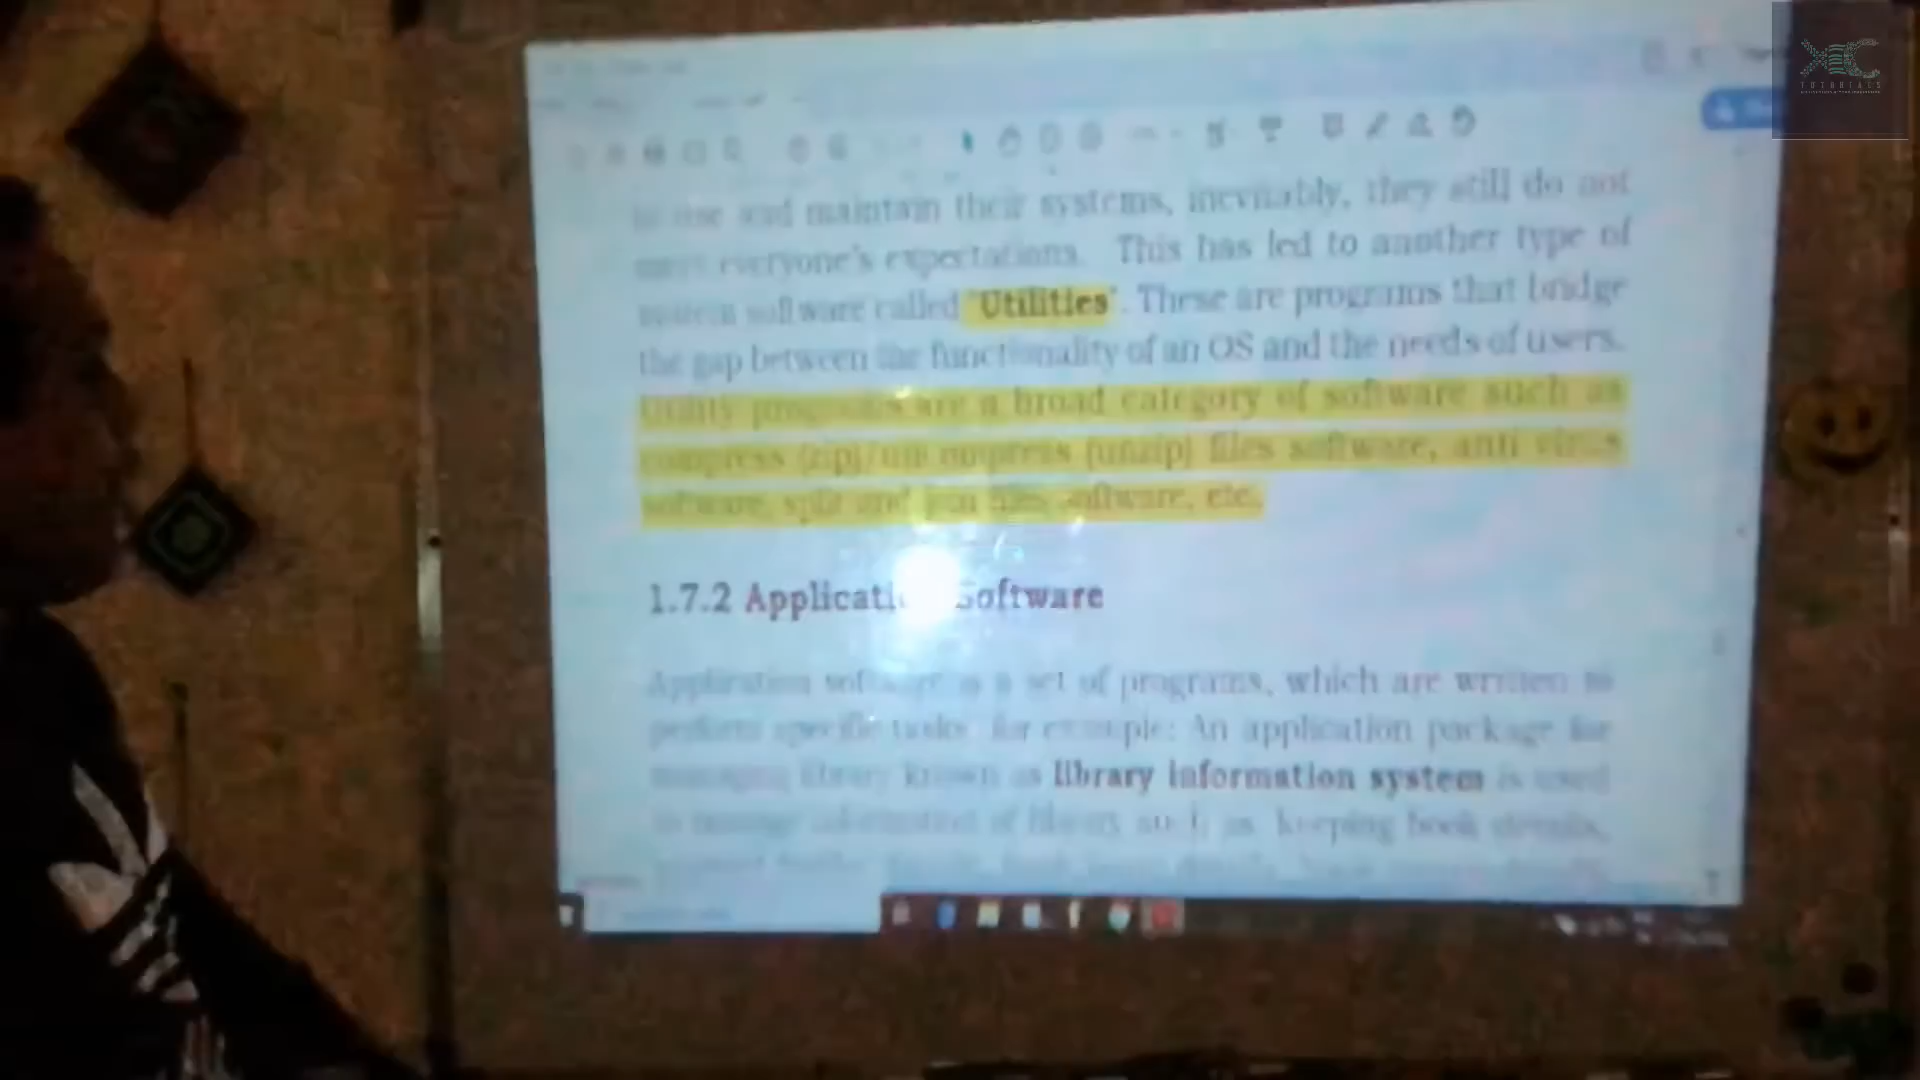 TUTORIALS
to use and maintain their systems, inevitably, they still do not
meet everyone's expectations. This has led to another type of
system software called 'Utilities'. These are programs that bridge
the gap between the functionality of an OS and the needs of users.
Utility programs are a broad category of software such as
compress (zip)/uncompress (unzip) files software, anti virus
software, split and join files software, etc.
1.7.2 Application Software
Application software is a set of programs, which are written to
perform specific tasks, for example: An application package for
managing library known as library information system is used
to manage information of library such as keeping book details,